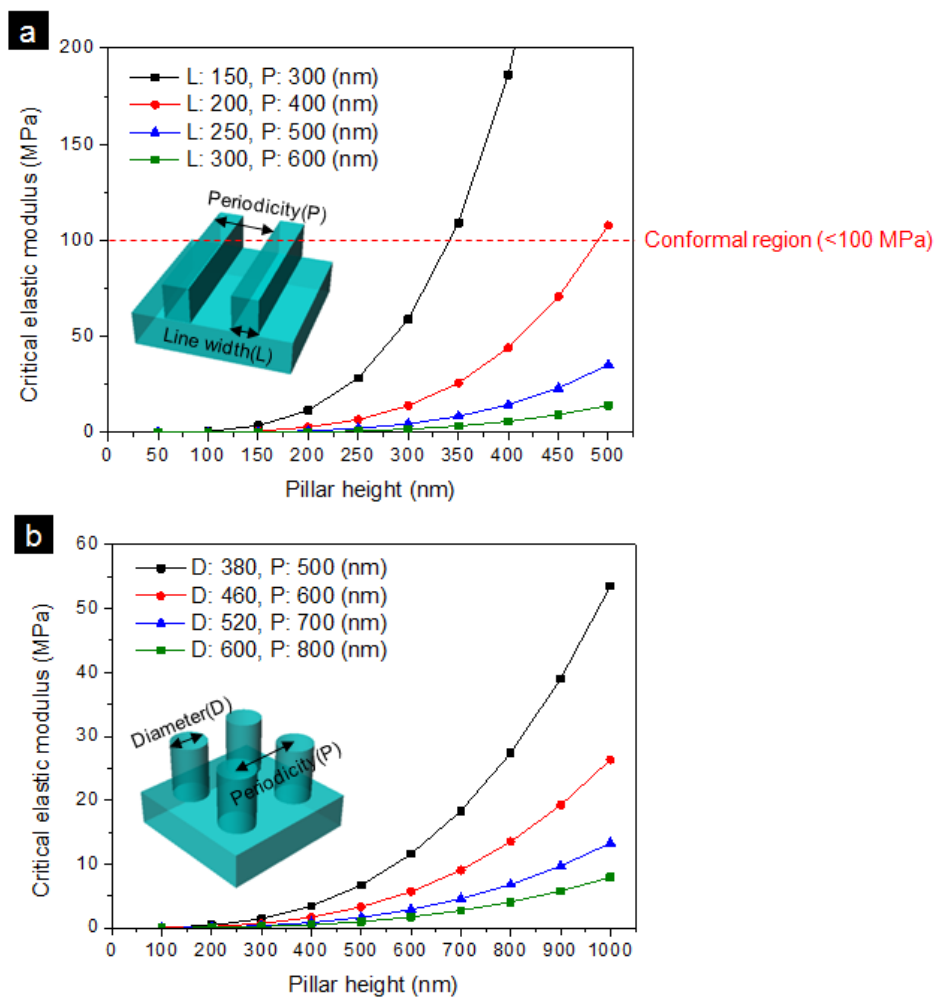 a
200
150
100
50
0
Critical elastic modulus (MPa)
L: 150, P: 300 (nm)
L: 200, P: 400 (nm)
L: 250, P: 500 (nm)
L: 300, P: 600 (nm)
Periodicity(P)
Line width(L)
Conformal region (<100 MPa)
0 50 100 150 200 250 300 350 400 450 500
Pillar height (nm)
b
60
50
40
30
20
10
0
Critical elastic modulus (MPa)
D: 380, P: 500 (nm)
D: 460, P: 600 (nm)
D: 520, P: 700 (nm)
D: 600, P: 800 (nm)
Diameter(D)
Periodicity(P)
0 100 200 300 400 500 600 700 800 900 1000
Pillar height (nm)